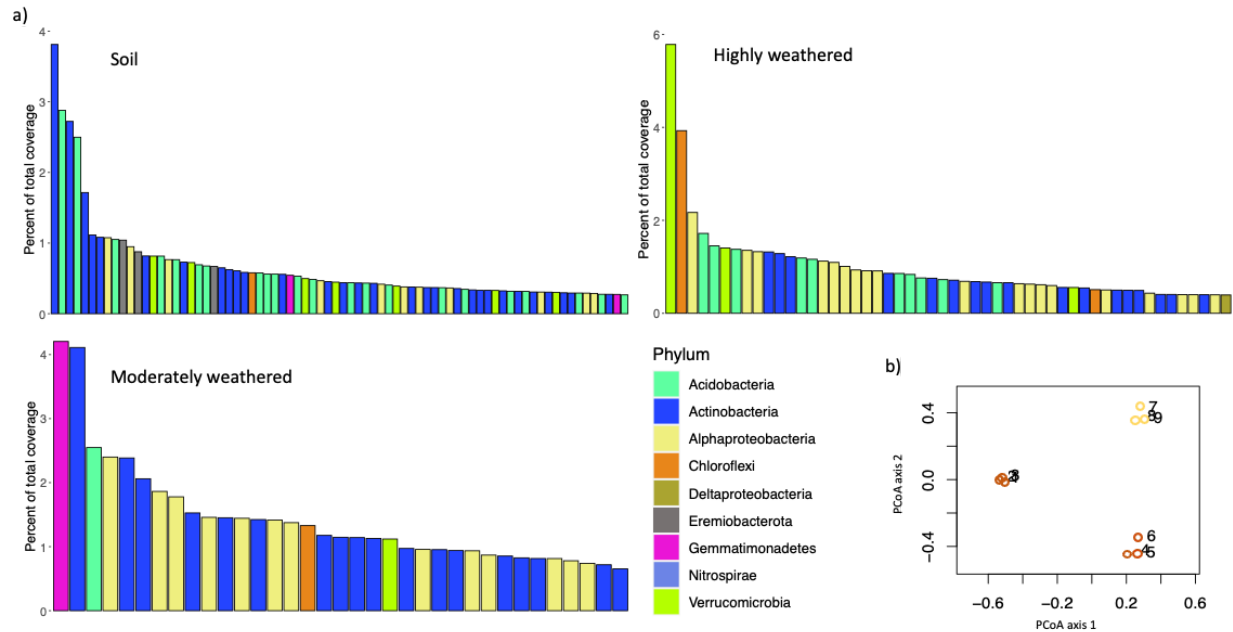 a)
Soil
Percent of total coverage
4
3
2
1
0
Highly weathered
Percent of total coverage
6
4
2
0
Moderately weathered
Percent of total coverage
4
3
2
1
0
Phylum
Acidobacteria
Actinobacteria
Alphaproteobacteria
Chloroflexi
Deltaproteobacteria
Eremiobacterota
Gemmatimonadetes
Nitrospirae
Verrucomicrobia
b)
PCoA axis 2
0.4
0.0
−0.4
7
9
3
6
4
5
−0.6
−0.2
0.2
0.6
PCoA axis 1